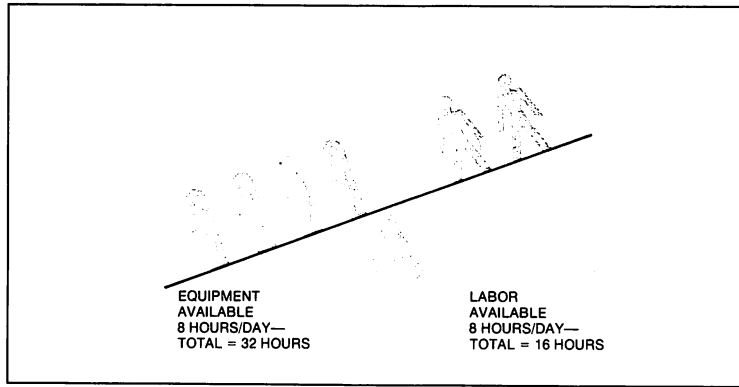 EQUIPMENT
AVAILABLE
8 HOURS/DAY—
TOTAL = 32 HOURS
LABOR
AVAILABLE
8 HOURS/DAY—
TOTAL = 16 HOURS